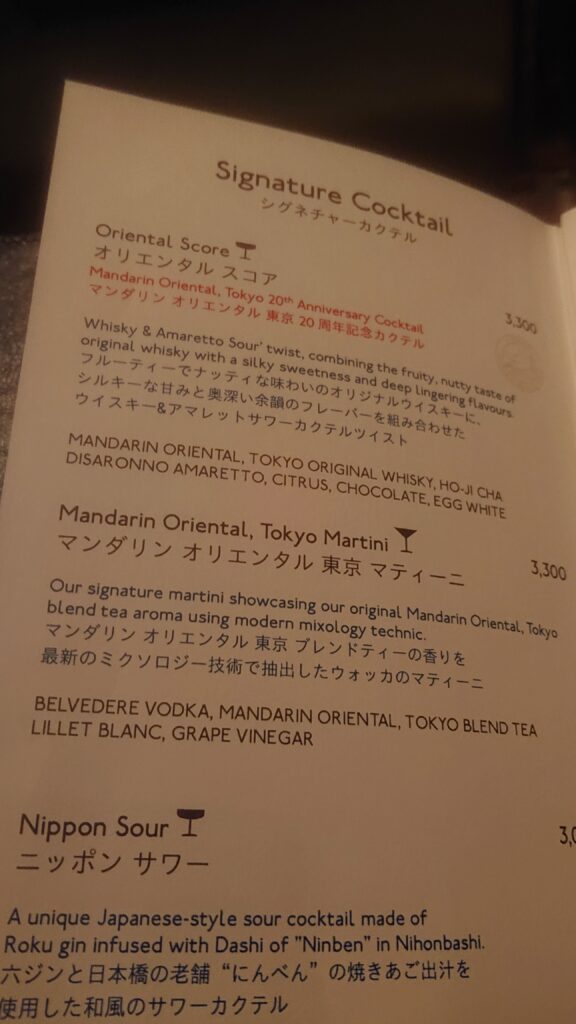 Signature Cocktail
シグネチャーカクテル
Oriental Score
オリエンタル スコア
Mandarin Oriental, Tokyo 20th Anniversary Cocktail
マンダリン オリエンタル 東京 20 周年記念カクテル
3,300
Whisky & Amaretto Sour' twist, combining the fruity, nutty taste of
original whisky with a silky sweetness and deep lingering flavours.
フルーティーでナッティな味わいのオリジナルウイスキーに、
シルキーな甘みと奥深い余韻のフレーバーを組み合わせた
ウイスキー&アマレットサワーカクテルツイスト
MANDARIN ORIENTAL, TOKYO ORIGINAL WHISKY, HO-JI CHA
DISARONNO AMARETTO, CITRUS, CHOCOLATE, EGG WHITE
Mandarin Oriental, Tokyo Martini
マンダリン オリエンタル 東京 マティーニ
3,300
Our signature martini showcasing our original Mandarin Oriental, Tokyo
blend tea aroma using modern mixology technic.
マンダリン オリエンタル 東京 ブレンドティーの香りを
最新のミクソロジー技術で抽出したウォッカのマティーニ
BELVEDERE VODKA, MANDARIN ORIENTAL, TOKYO BLEND TEA
LILLET BLANC, GRAPE VINEGAR
Nippon Sour
ニッポン サワー
A unique Japanese-style sour cocktail made of
Roku gin infused with Dashi of "Ninben" in Nihonbashi.
六ジンと日本橋の老舗 “にんべん” の焼きあご出汁を
使用した和風のサワーカクテル